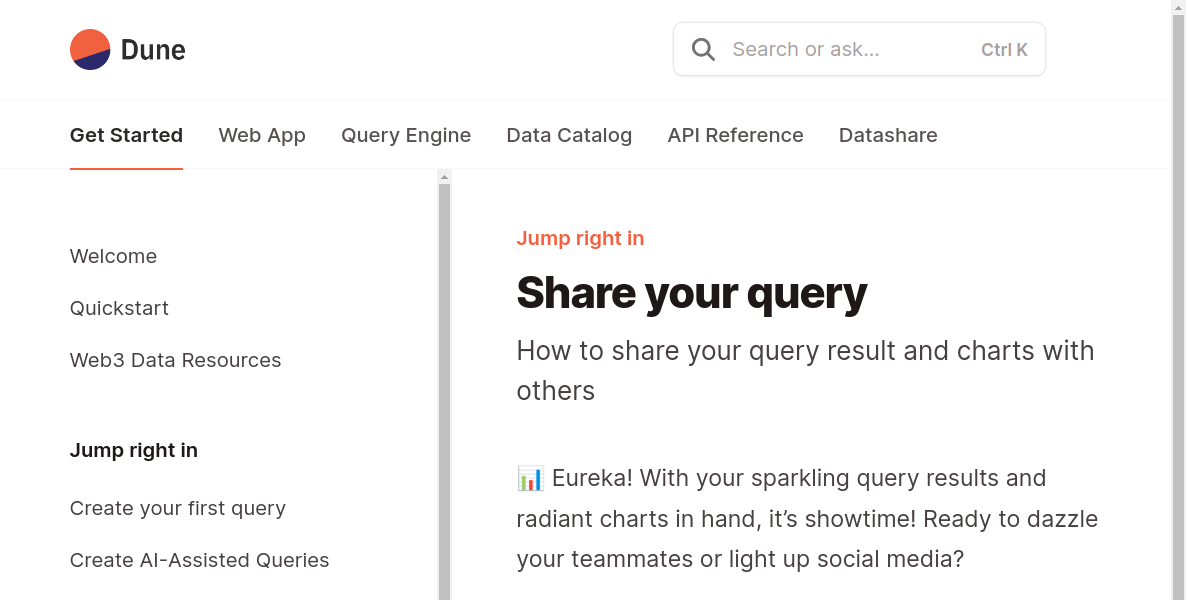 Dune
Search or ask...
Ctrl K
Get Started
Web App
Query Engine
Data Catalog
API Reference
Datashare
Welcome
Quickstart
Web3 Data Resources
Jump right in
Create your first query
Create AI-Assisted Queries
Jump right in
Share your query
How to share your query result and charts with
others
📊 Eureka! With your sparkling query results and
radiant charts in hand, it’s showtime! Ready to dazzle
your teammates or light up social media?